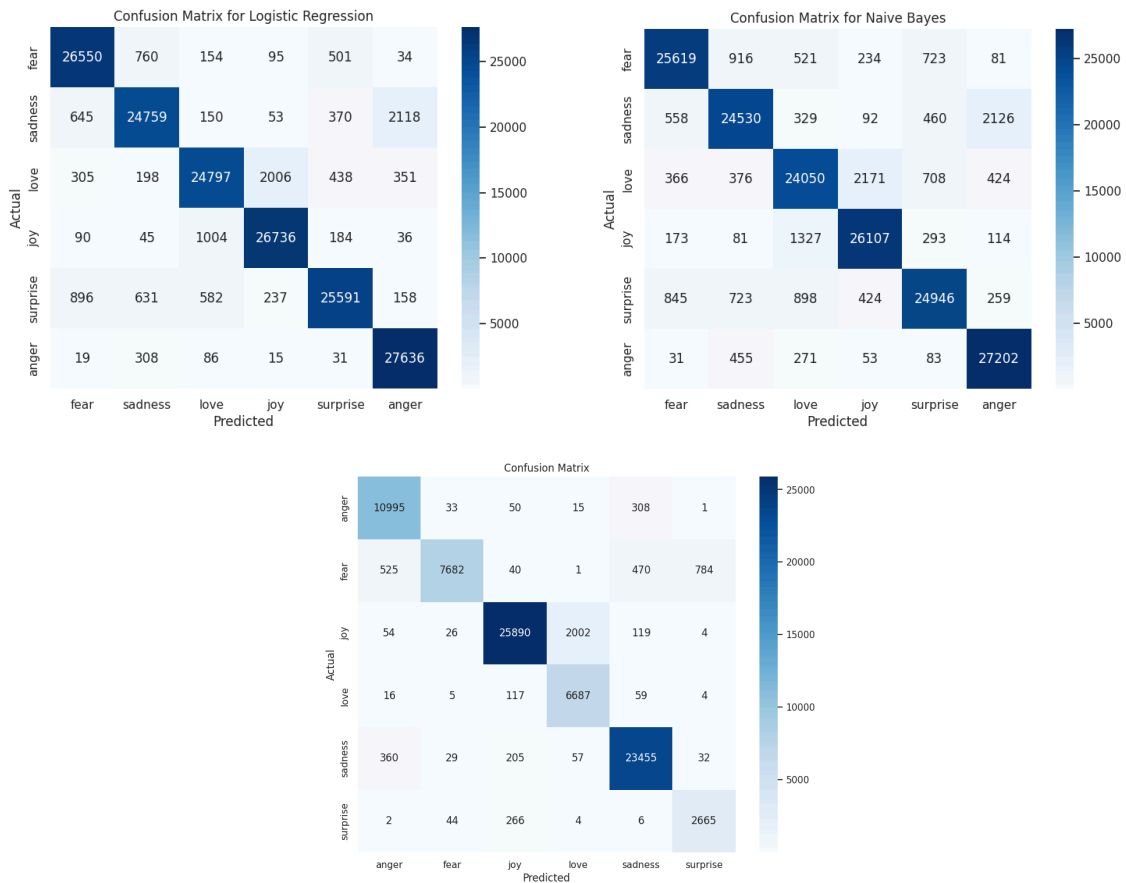 Confusion Matrix for Logistic Regression
fear 26550 760 154 95 501 34
sadness 645 24759 150 53 370 2118
love 305 198 24797 2006 438 351
joy 90 45 1004 26736 184 36
surprise 896 631 582 237 25591 158
anger 19 308 86 15 31 27636
fear sadness love joy surprise anger
Predicted
Actual
25000
20000
15000
10000
5000
Confusion Matrix for Naive Bayes
fear 25619 916 521 234 723 81
sadness 558 24530 329 92 460 2126
love 366 376 24050 2171 708 424
joy 173 81 1327 26107 293 114
surprise 845 723 898 424 24946 259
anger 31 455 271 53 83 27202
fear sadness love joy surprise anger
Predicted
Actual
25000
20000
15000
10000
5000
Confusion Matrix
anger 10995 33 50 15 308 1
fear 525 7682 40 1 470 784
joy 54 26 25890 2002 119 4
love 16 5 117 6687 59 4
sadness 360 29 205 57 23455 32
surprise 2 44 266 4 6 2665
anger fear joy love sadness surprise
Predicted
Actual
25000
20000
15000
10000
5000